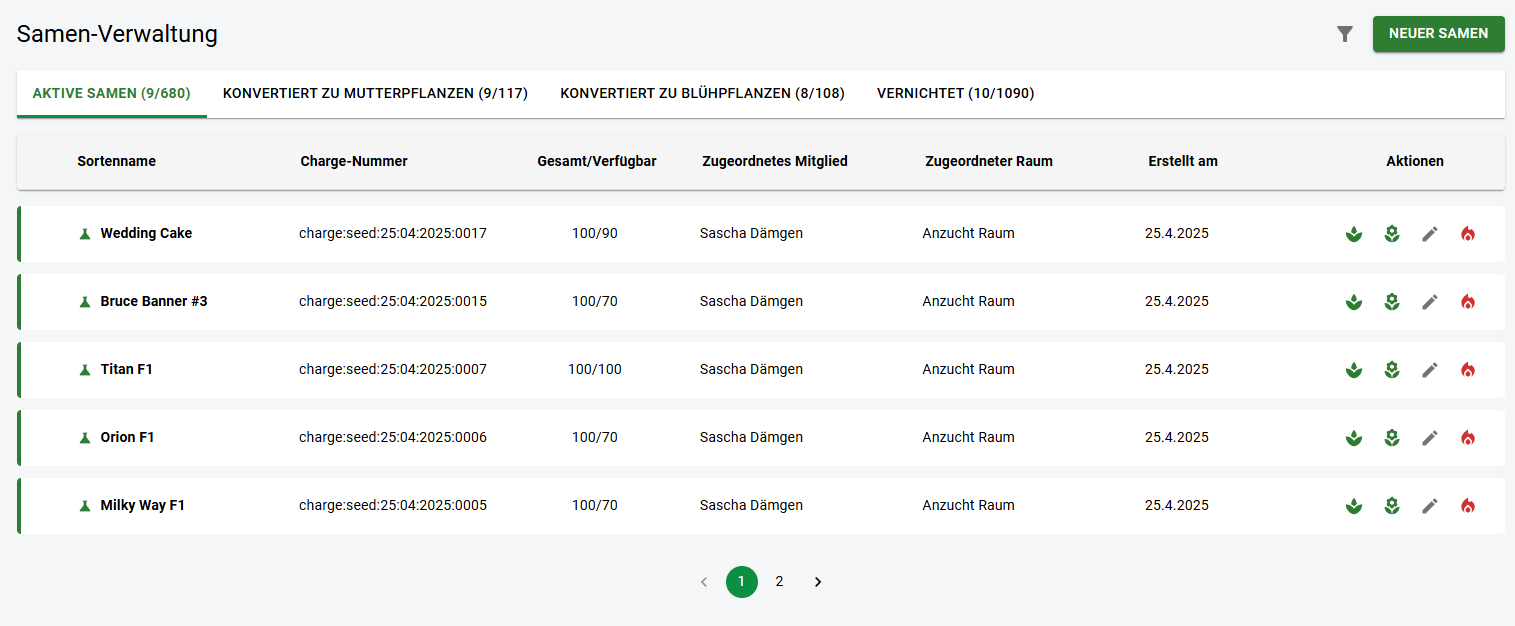 Samen-Verwaltung
NEUER SAMEN
AKTIVE SAMEN (9/680) KONVERTIERT ZU MUTTERPFLANZEN (9/117) KONVERTIERT ZU BLÜHPFLANZEN (8/108) VERNICHTET (10/1090)
Sortenname Charge-Nummer Gesamt/Verfügbar Zugeordnetes Mitglied Zugeordneter Raum Erstellt am Aktionen
Wedding Cake charge:seed:25:04:2025:0017 100/90 Sascha Dämgen Anzucht Raum 25.4.2025
Bruce Banner #3 charge:seed:25:04:2025:0015 100/70 Sascha Dämgen Anzucht Raum 25.4.2025
Titan F1 charge:seed:25:04:2025:0007 100/100 Sascha Dämgen Anzucht Raum 25.4.2025
Orion F1 charge:seed:25:04:2025:0006 100/70 Sascha Dämgen Anzucht Raum 25.4.2025
Milky Way F1 charge:seed:25:04:2025:0005 100/70 Sascha Dämgen Anzucht Raum 25.4.2025
1 2